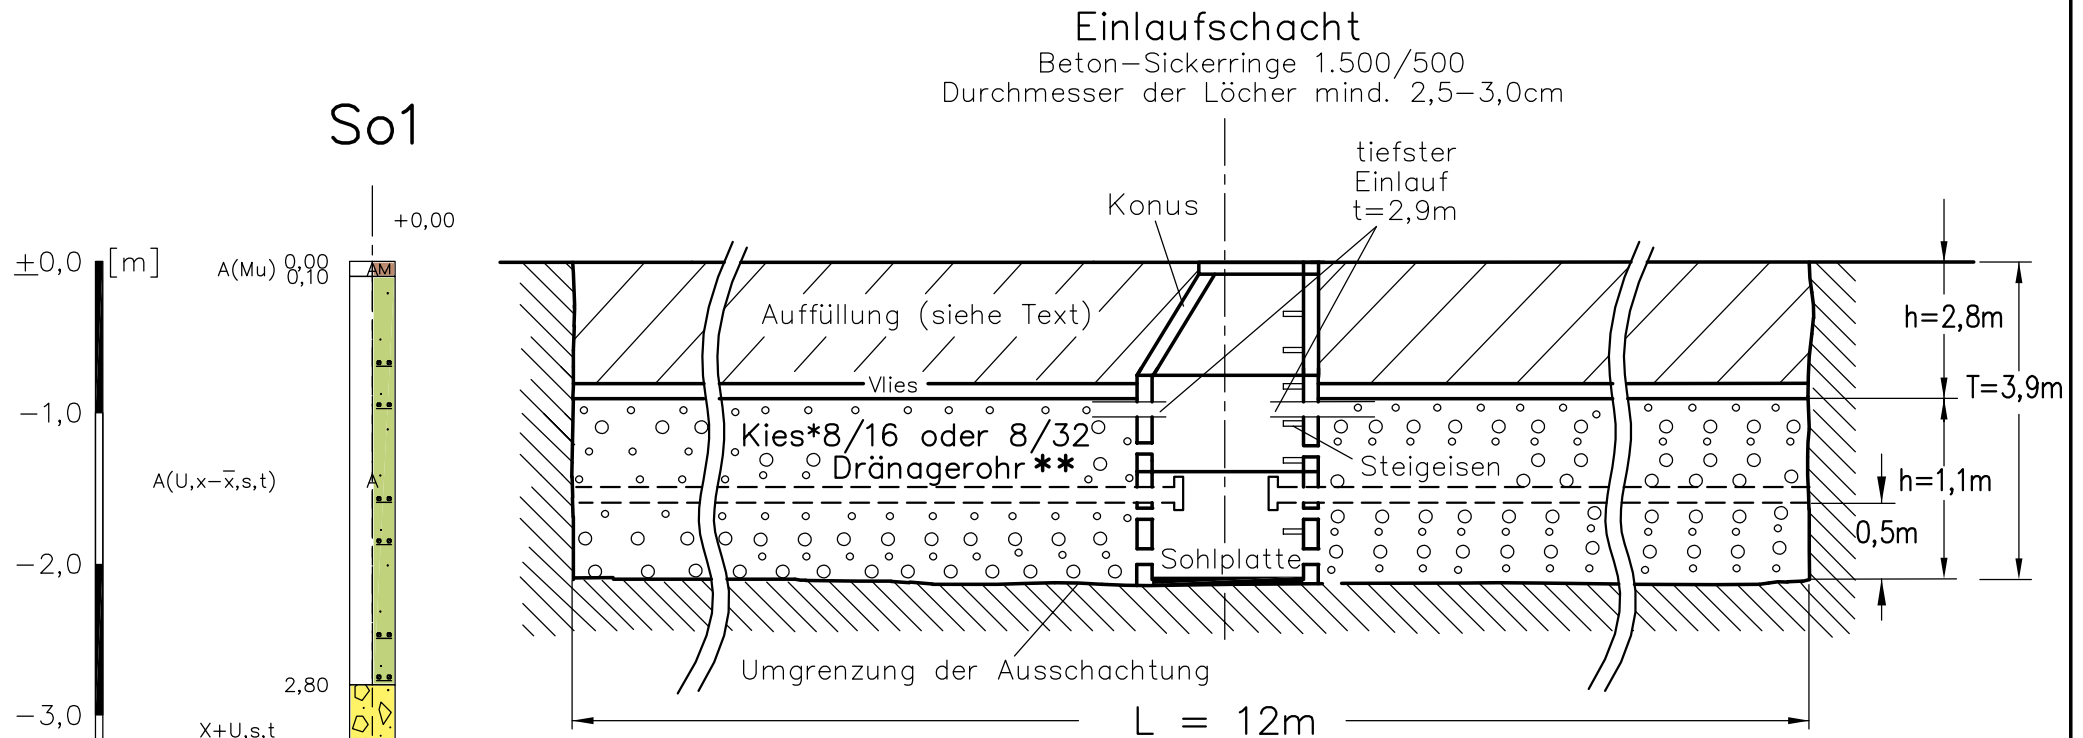 Einlaufschacht
Beton-Sickerringe 1.500/500
Durchmesser der Löcher mind. 2,5-3,0cm
So1
tiefster
Einlauf
t=2,9m
Konus
+0,00
±0,0 [m]
A(Mu)
0,00
0,10
AM
Auffüllung (siehe Text)
h=2,8m
Vlies
T=3,9m
-1,0
Kies*8/16 oder 8/32
Dränagerohr**
Steigeisen
A(U,x-x̄,s,t)
A
h=1,1m
0,5m
-2,0
Sohlplatte
Umgrenzung der Ausschachtung
2,80
-3,0
X+U,s,t
L = 12m